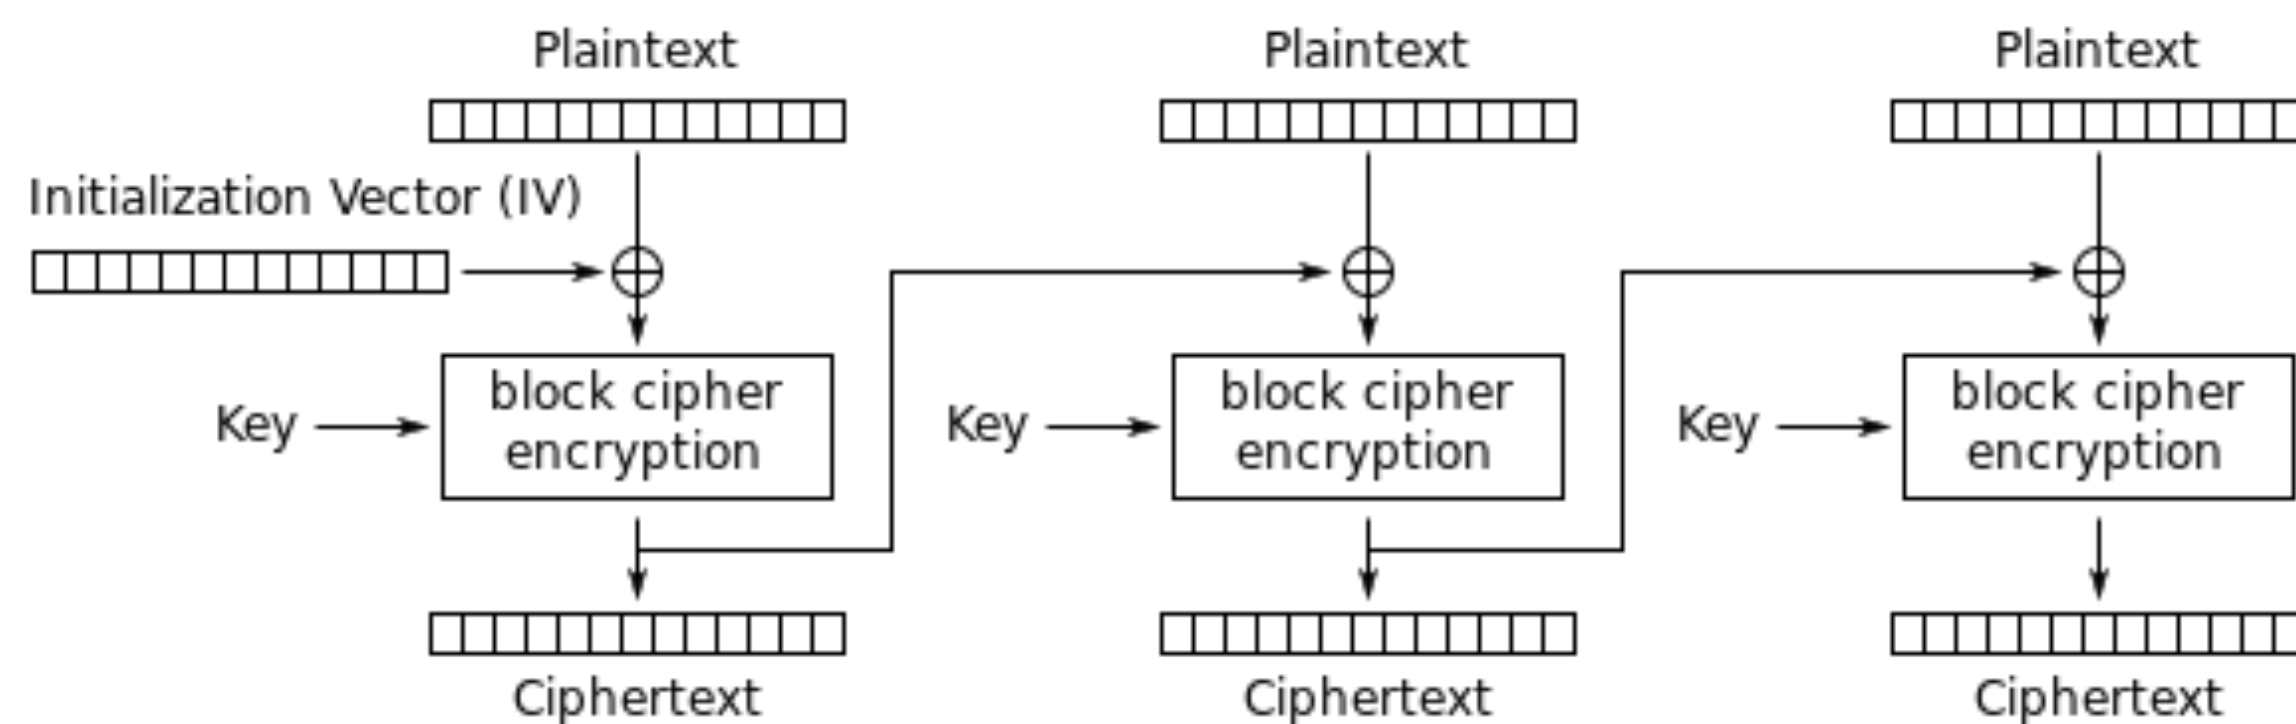 Plaintext
Plaintext
Plaintext
Initialization Vector (IV)
Key
block cipher
encryption
Key
block cipher
encryption
Key
block cipher
encryption
Ciphertext
Ciphertext
Ciphertext